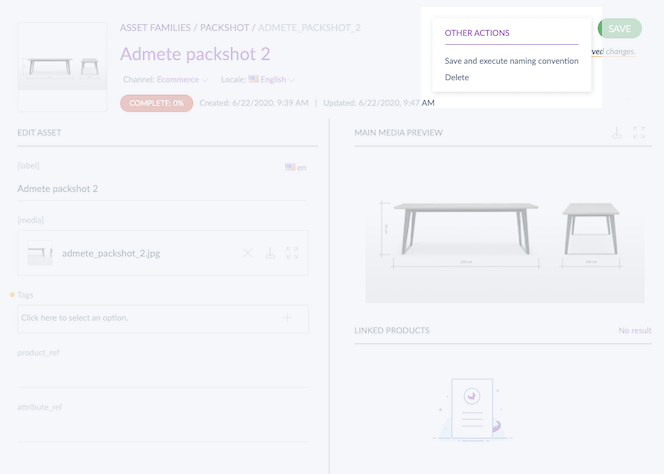 ASSET FAMILIES / PACKSHOT / ADMETE_PACKSHOT_2
Admete packshot 2
Channel: Ecommerce
Locale: English
COMPLETE: 0%
Created: 6/22/2020, 9:39 AM | Updated: 6/22/2020, 9:47 AM
OTHER ACTIONS
Save and execute naming convention
Delete
SAVE
ved changes.
EDIT ASSET
[label]
en
Admete packshot 2
[media]
admete_packshot_2.jpg
Tags
Click here to select an option.
product_ref
attribute_ref
MAIN MEDIA PREVIEW
LINKED PRODUCTS
No result